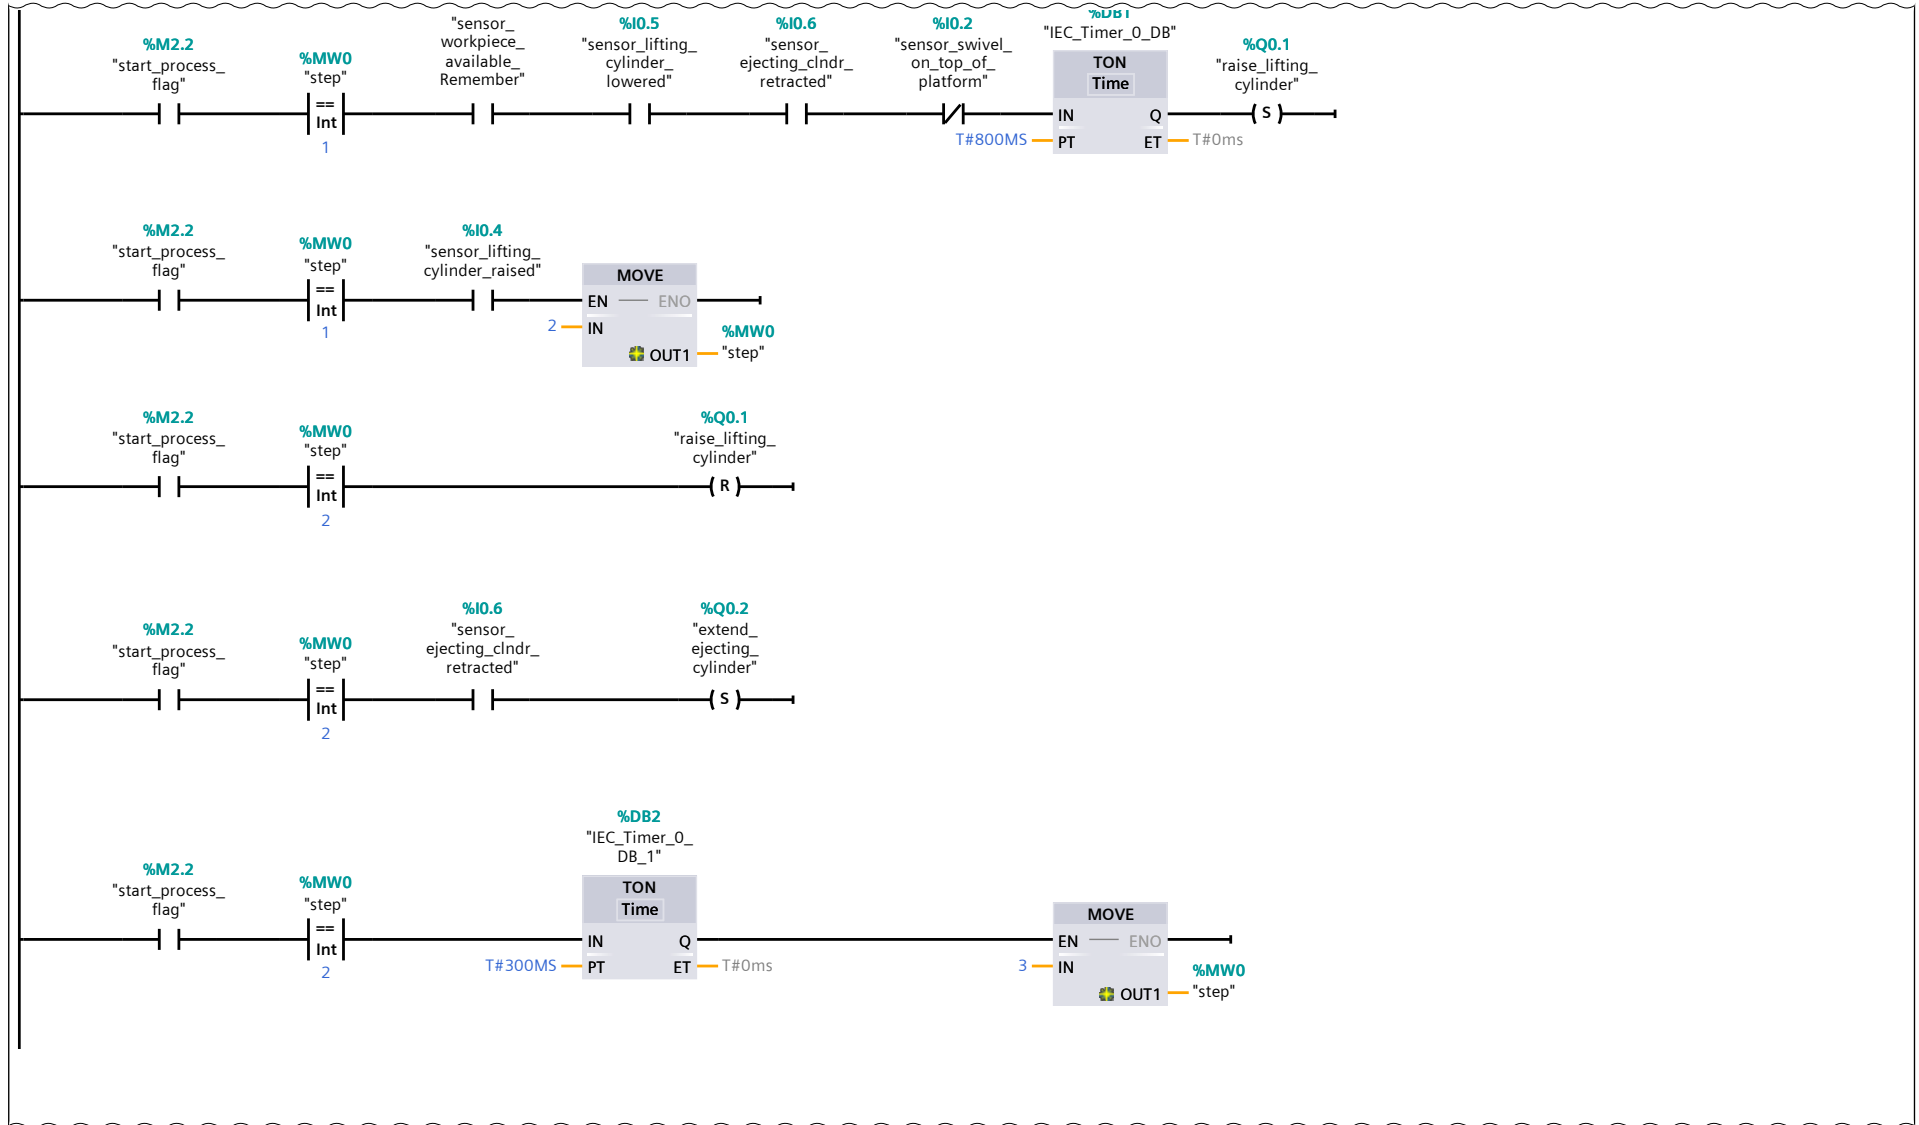 "sensor_
workpiece_
available_
Remember"
%I0.5
"sensor_lifting_
cylinder_
lowered"
%I0.6
"sensor_
ejecting_clndr_
retracted"
%I0.2
"sensor_swivel_
on_top_of_
platform"
%DB1
"IEC_Timer_0_DB"
%M2.2
"start_process_
flag"
%MW0
"step"
==
Int
1
TON
Time
IN
Q
T#800MS
PT
ET
T#0ms
%Q0.1
"raise_lifting_
cylinder"
S
%M2.2
"start_process_
flag"
%MW0
"step"
==
Int
1
%I0.4
"sensor_lifting_
cylinder_raised"
MOVE
EN
ENO
2
IN
OUT1
%MW0
"step"
%M2.2
"start_process_
flag"
%MW0
"step"
==
Int
2
%Q0.1
"raise_lifting_
cylinder"
R
%M2.2
"start_process_
flag"
%MW0
"step"
==
Int
2
%I0.6
"sensor_
ejecting_clndr_
retracted"
%Q0.2
"extend_
ejecting_
cylinder"
S
%M2.2
"start_process_
flag"
%MW0
"step"
==
Int
2
%DB2
"IEC_Timer_0_
DB_1"
TON
Time
IN
Q
T#300MS
PT
ET
T#0ms
MOVE
EN
ENO
3
IN
OUT1
%MW0
"step"